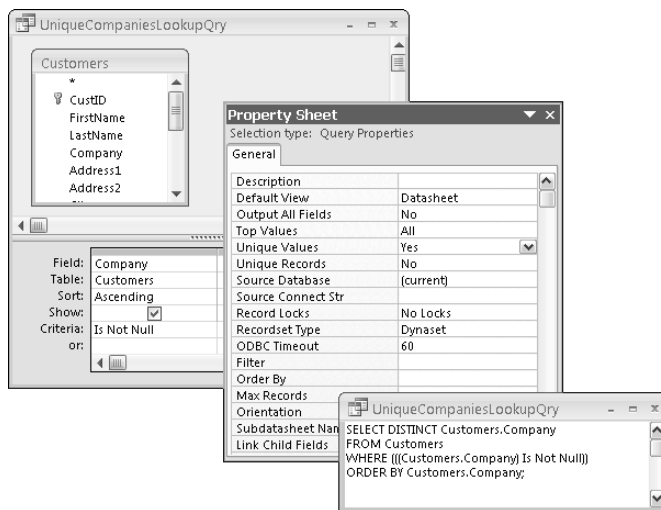 UniqueCompaniesLookupQry
Customers
*
CustID
FirstName
LastName
Company
Address1
Address2
Field: Company
Table: Customers
Sort: Ascending
Show:
Criteria: Is Not Null
or:
Property Sheet
Selection type: Query Properties
General
Description
Default View Datasheet
Output All Fields No
Top Values All
Unique Values Yes
Unique Records No
Source Database (current)
Source Connect Str
Record Locks No Locks
Recordset Type Dynaset
ODBC Timeout 60
Filter
Order By
Max Records
Orientation
Subdatasheet Nam
Link Child Fields
UniqueCompaniesLookupQry
SELECT DISTINCT Customers.Company
FROM Customers
WHERE (((Customers.Company) Is Not Null))
ORDER BY Customers.Company;